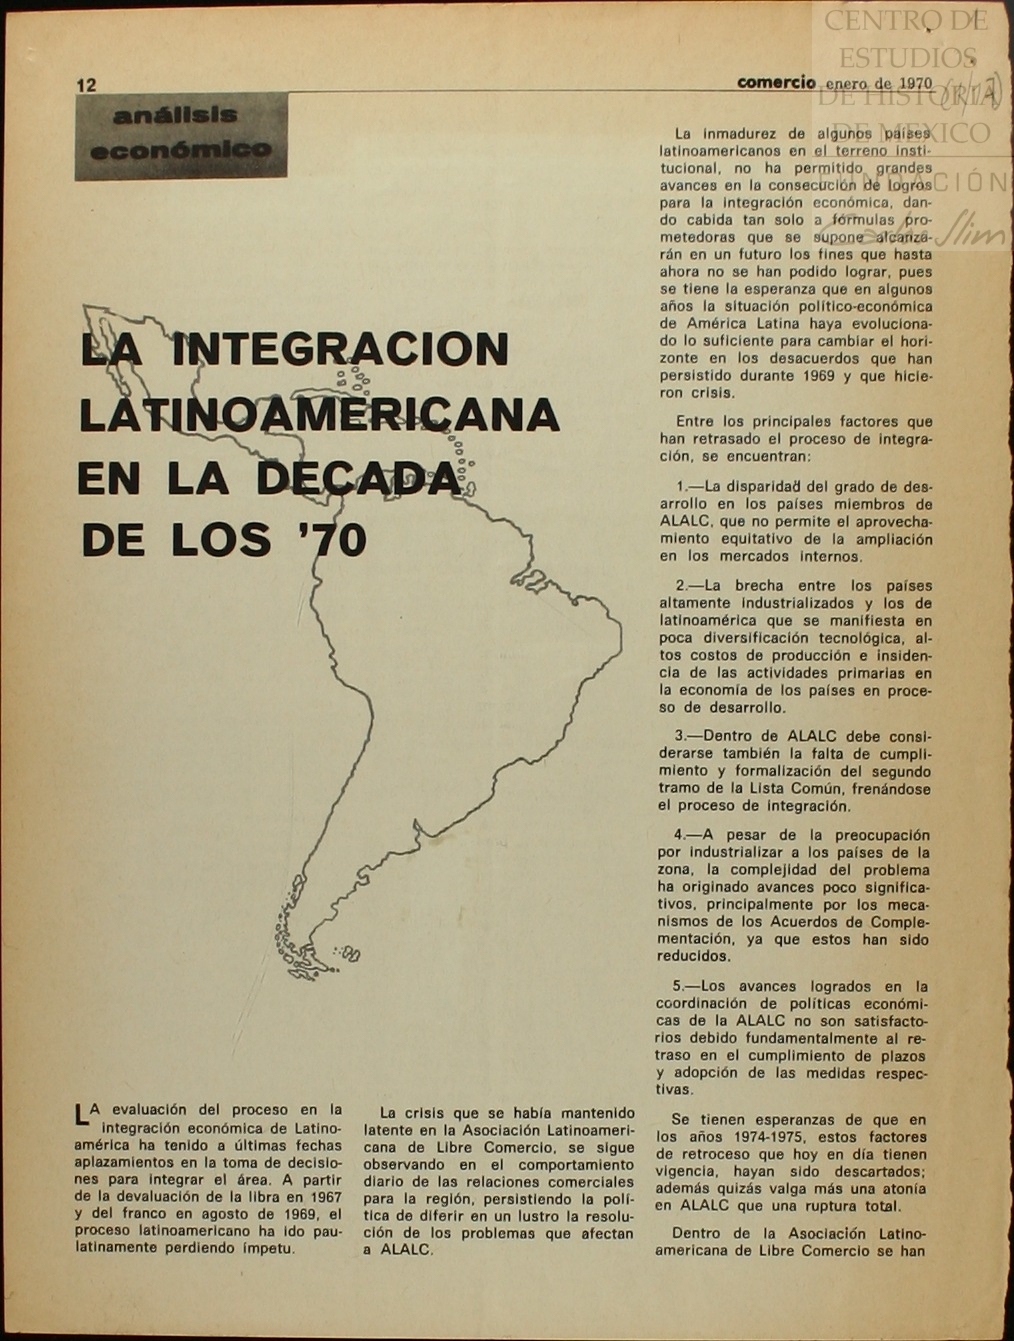 CENTRO DE
ESTUDIOS
DE HISTORIA
DE MEXICO
FUNDACIÓN
Carlos Slim
12
comercio enero de 1970
análisis
económico
LA INTEGRACION
LATINOAMERICANA
EN LA DECADA
DE LOS '70
LA evaluación del proceso en la
integración económica de Latino-
américa ha tenido a últimas fechas
aplazamientos en la toma de decisio-
nes para integrar el área. A partir
de la devaluación de la libra en 1967
y del franco en agosto de 1969, el
proceso latinoamericano ha ido pau-
latinamente perdiendo ímpetu.
La crisis que se había mantenido
latente en la Asociación Latinoameri-
cana de Libre Comercio, se sigue
observando en el comportamiento
diario de las relaciones comerciales
para la región, persistiendo la polí-
tica de diferir en un lustro la resolu-
ción de los problemas que afectan
a ALALC.
La inmadurez de algunos países
latinoamericanos en el terreno insti-
tucional, no ha permitido grandes
avances en la consecución de logros
para la integración económica, dan-
do cabida tan solo a fórmulas pro-
metedoras que se supone alcanza-
rán en un futuro los fines que hasta
ahora no se han podido lograr, pues
se tiene la esperanza que en algunos
años la situación político-económica
de América Latina haya evoluciona-
do lo suficiente para cambiar el hori-
zonte en los desacuerdos que han
persistido durante 1969 y que hicie-
ron crisis.
Entre los principales factores que
han retrasado el proceso de integra-
ción, se encuentran:
1.—La disparidad del grado de des-
arrollo en los países miembros de
ALALC, que no permite el aprovecha-
miento equitativo de la ampliación
en los mercados internos.
2.—La brecha entre los países
altamente industrializados y los de
latinoamérica que se manifiesta en
poca diversificación tecnológica, al-
tos costos de producción e insiden-
cia de las actividades primarias en
la economía de los países en proce-
so de desarrollo.
3.—Dentro de ALALC debe consi-
derarse también la falta de cumpli-
miento y formalización del segundo
tramo de la Lista Común, frenándose
el proceso de integración.
4.—A pesar de la preocupación
por industrializar a los países de la
zona, la complejidad del problema
ha originado avances poco significa-
tivos, principalmente por los meca-
nismos de los Acuerdos de Comple-
mentación, ya que estos han sido
reducidos.
5.—Los avances logrados en la
coordinación de políticas económi-
cas de la ALALC no son satisfacto-
rios debido fundamentalmente al re-
traso en el cumplimiento de plazos
y adopción de las medidas respec-
tivas.
Se tienen esperanzas de que en
los años 1974-1975, estos factores
de retroceso que hoy en día tienen
vigencia, hayan sido descartados;
además quizás valga más una atonía
en ALALC que una ruptura total.
Dentro de la Asociación Latino-
americana de Libre Comercio se han